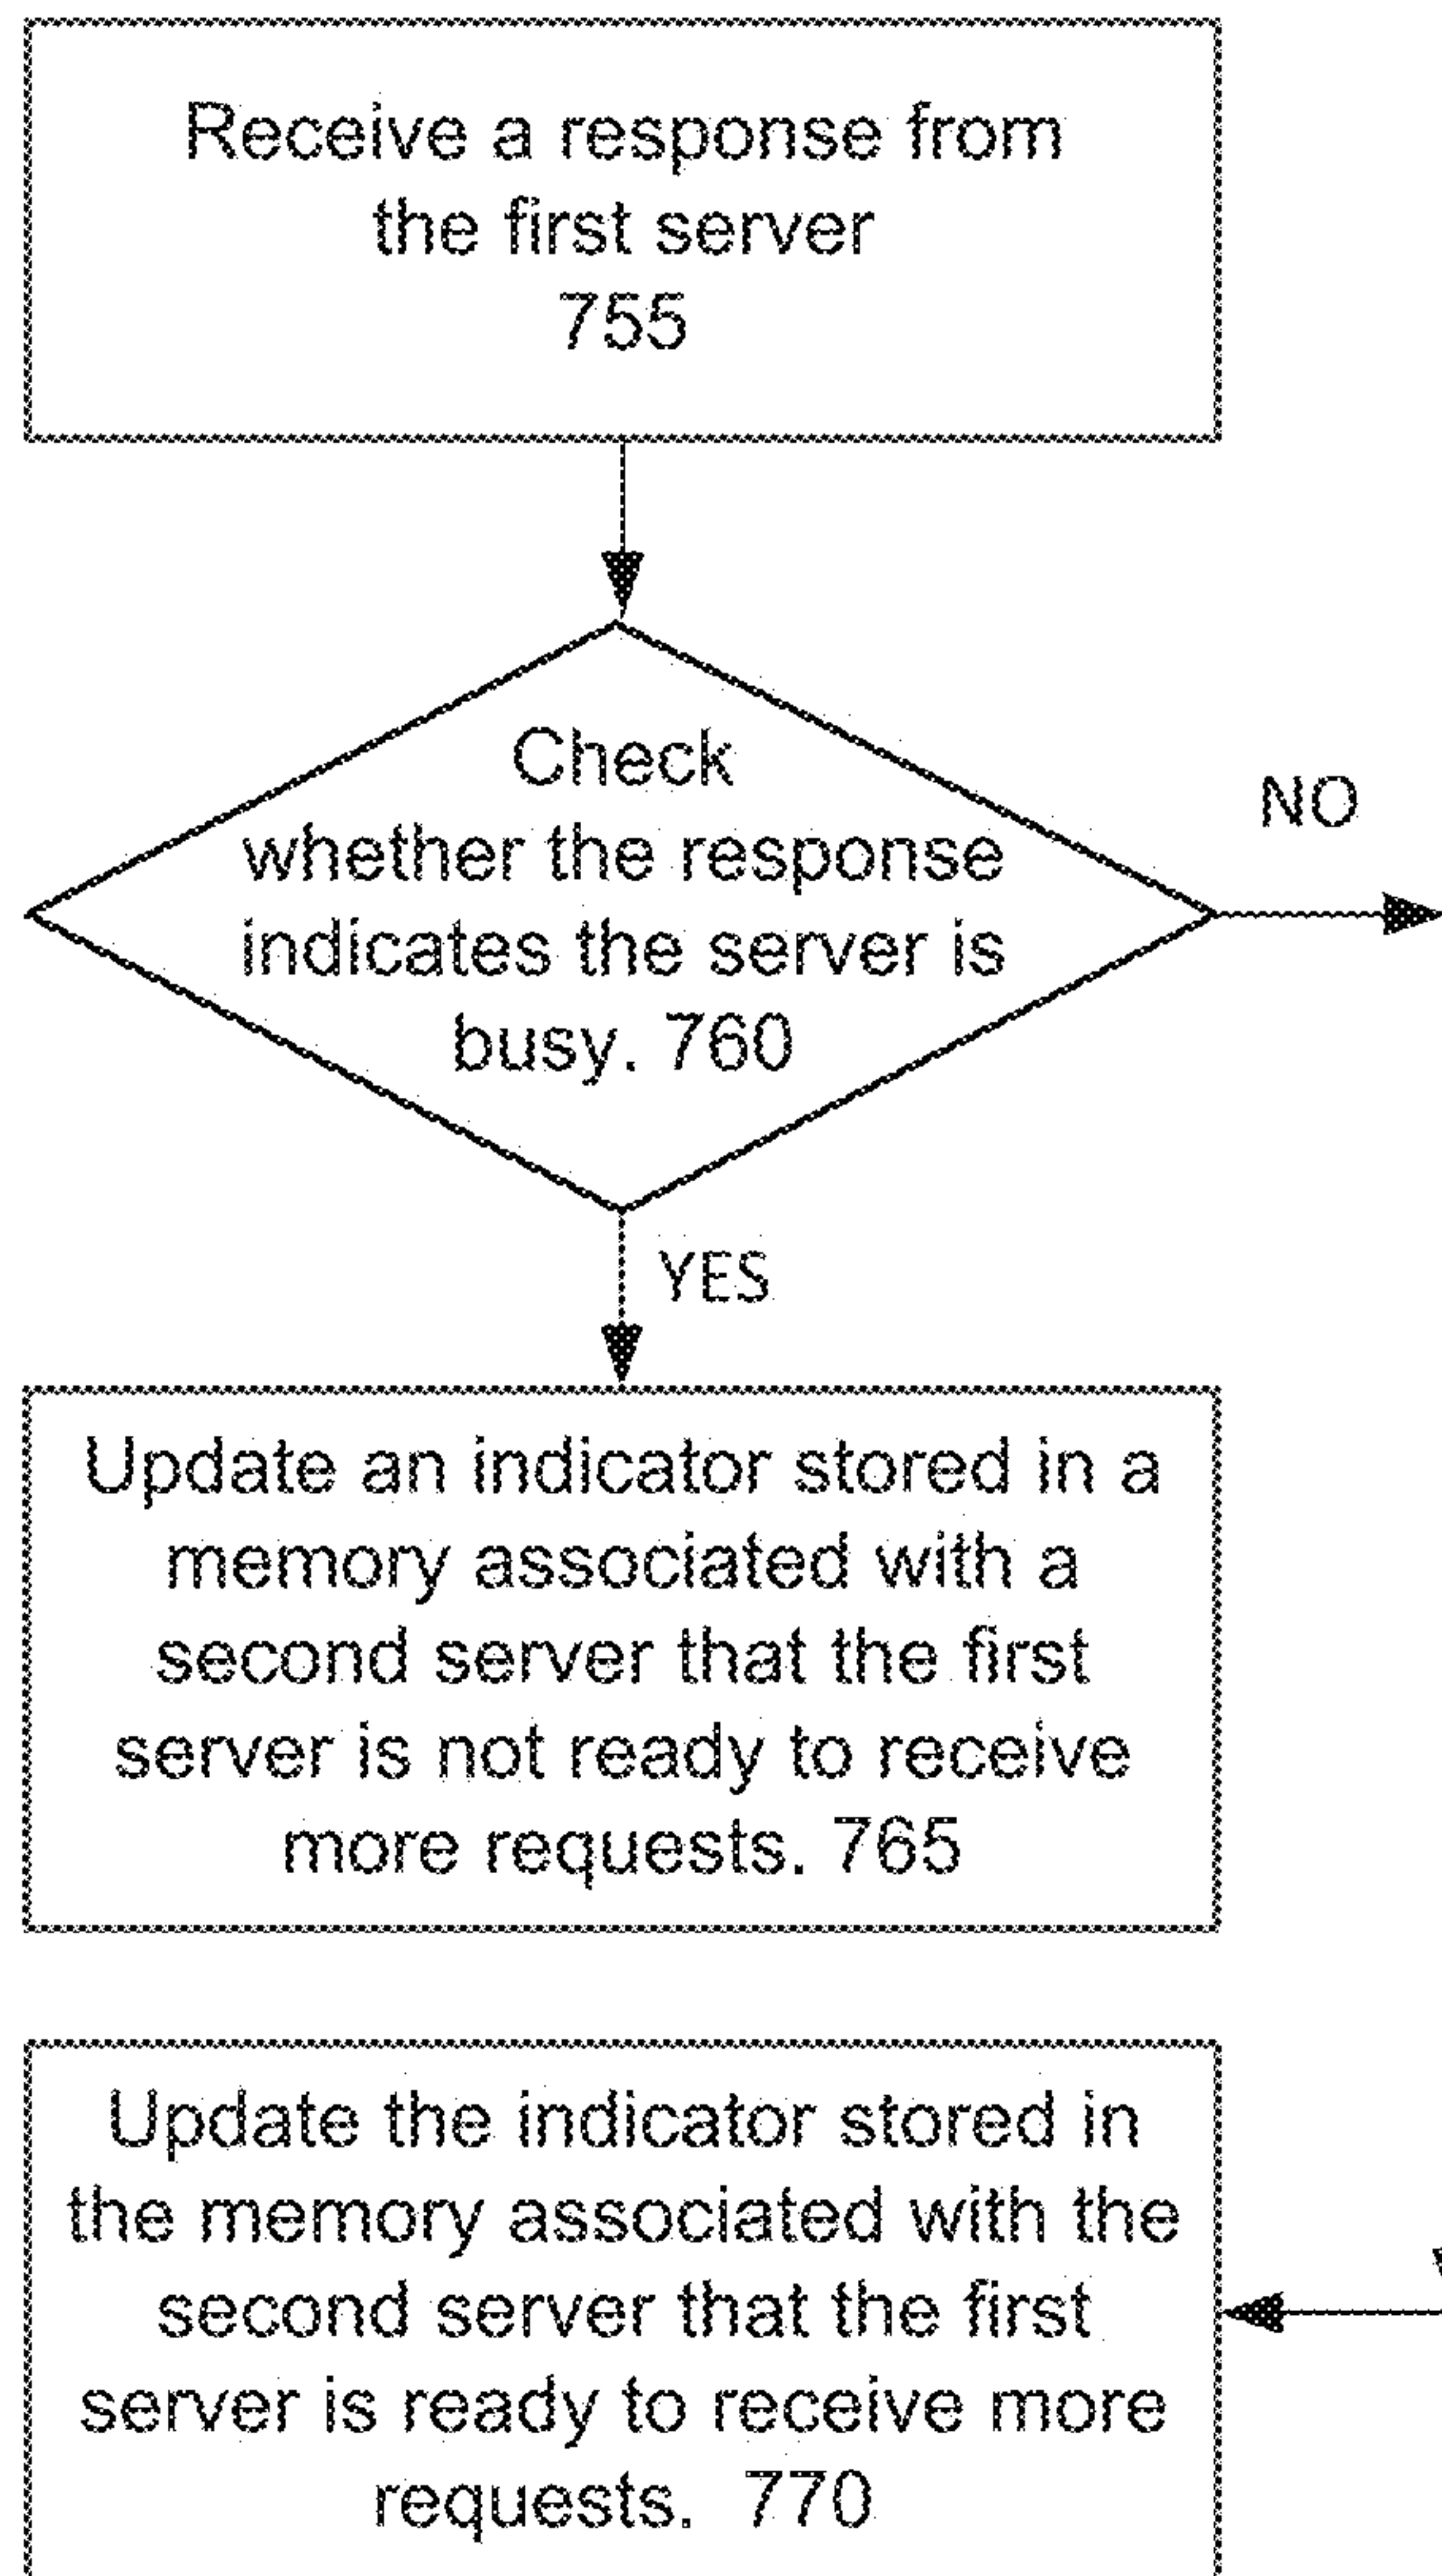 Receive a response from
the first server
755
Check
whether the response
indicates the server is
busy. 760
NO
YES
Update an indicator stored in a
memory associated with a
second server that the first
server is not ready to receive
more requests. 765
Update the indicator stored in
the memory associated with the
second server that the first
server is ready to receive more
requests. 770